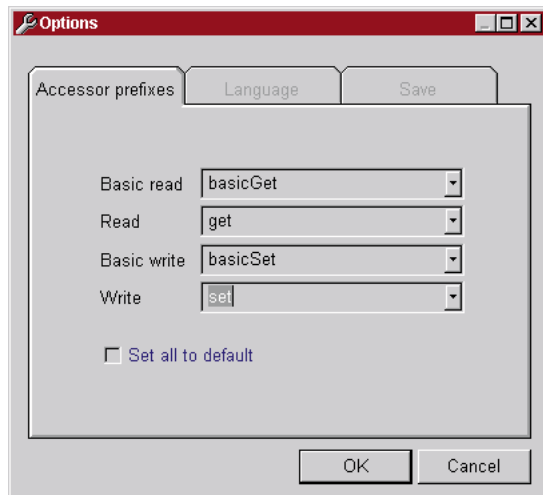 Options
Accessor prefixes Language Save
Basic read basicGet
Read get
Basic write basicSet
Write set
Set all to default
OK Cancel